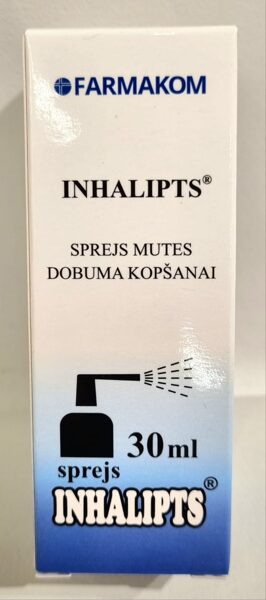 FARMAKOM
INHALIPTS®
SPREJS MUTES
DOBUMA KOPŠANAI
30 ml
sprejs
INHALIPTS®